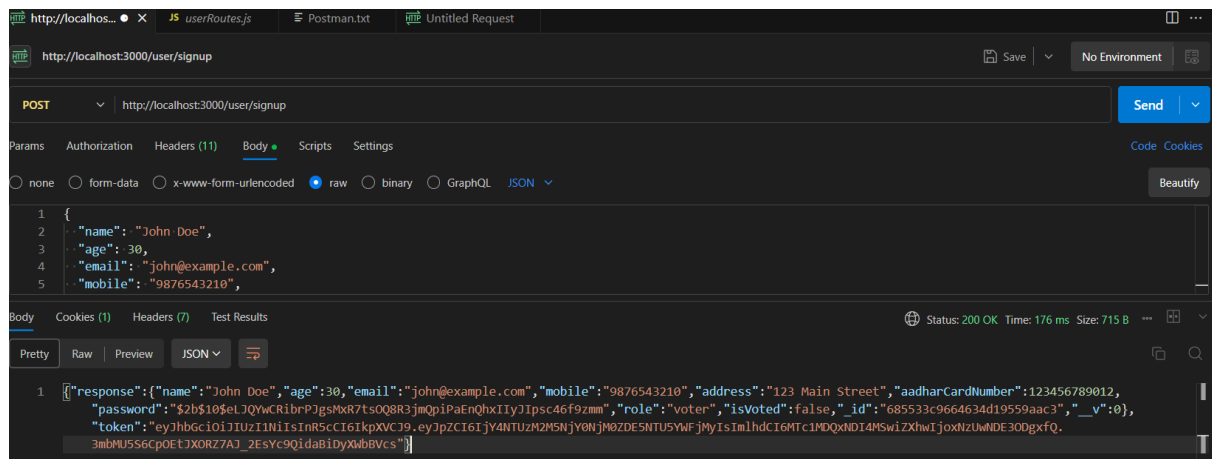 http://localhos... JS userRoutes.js Postman.txt HTTP Untitled Request
HTTP http://localhost:3000/user/signup Save No Environment
POST http://localhost:3000/user/signup Send
Params Authorization Headers (11) Body Scripts Settings Code Cookies
none form-data x-www-form-urlencoded raw binary GraphQL JSON Beautify
1 {
2 "name": "John Doe",
3 "age": 30,
4 "email": "john@example.com",
5 "mobile": "9876543210",
Body Cookies (1) Headers (7) Test Results Status: 200 OK Time: 176 ms Size: 715 B
Pretty Raw Preview JSON
1 {"response":{"name":"John Doe","age":30,"email":"john@example.com","mobile":"9876543210","address":"123 Main Street","aadharCardNumber":123456789012,
"password":"$2b$10$eLJQYwCRibrPJgsMxR7tsOQ8R3jmQpiPaEnQhxIIyJIpsc46f9zmm","role":"voter","isVoted":false,"_id":"685533c9664634d19559aac3","__v":0},
"token":"eyJhbGciOiJIUzI1NiIsInR5cCI6IkpXVCJ9.eyJpZCI6IjY4NTUzM2M5NjY0NjM0ZDE5NTU5YWFjMyIsImlhdCI6MTc1MDQxNDI4MSwiZXhwIjoxNzUwNDE3ODgxfQ.
3mbMU5S6CpOEtJXORZ7AJ_2EsYc9QidaBiDyXWbBVcs"}